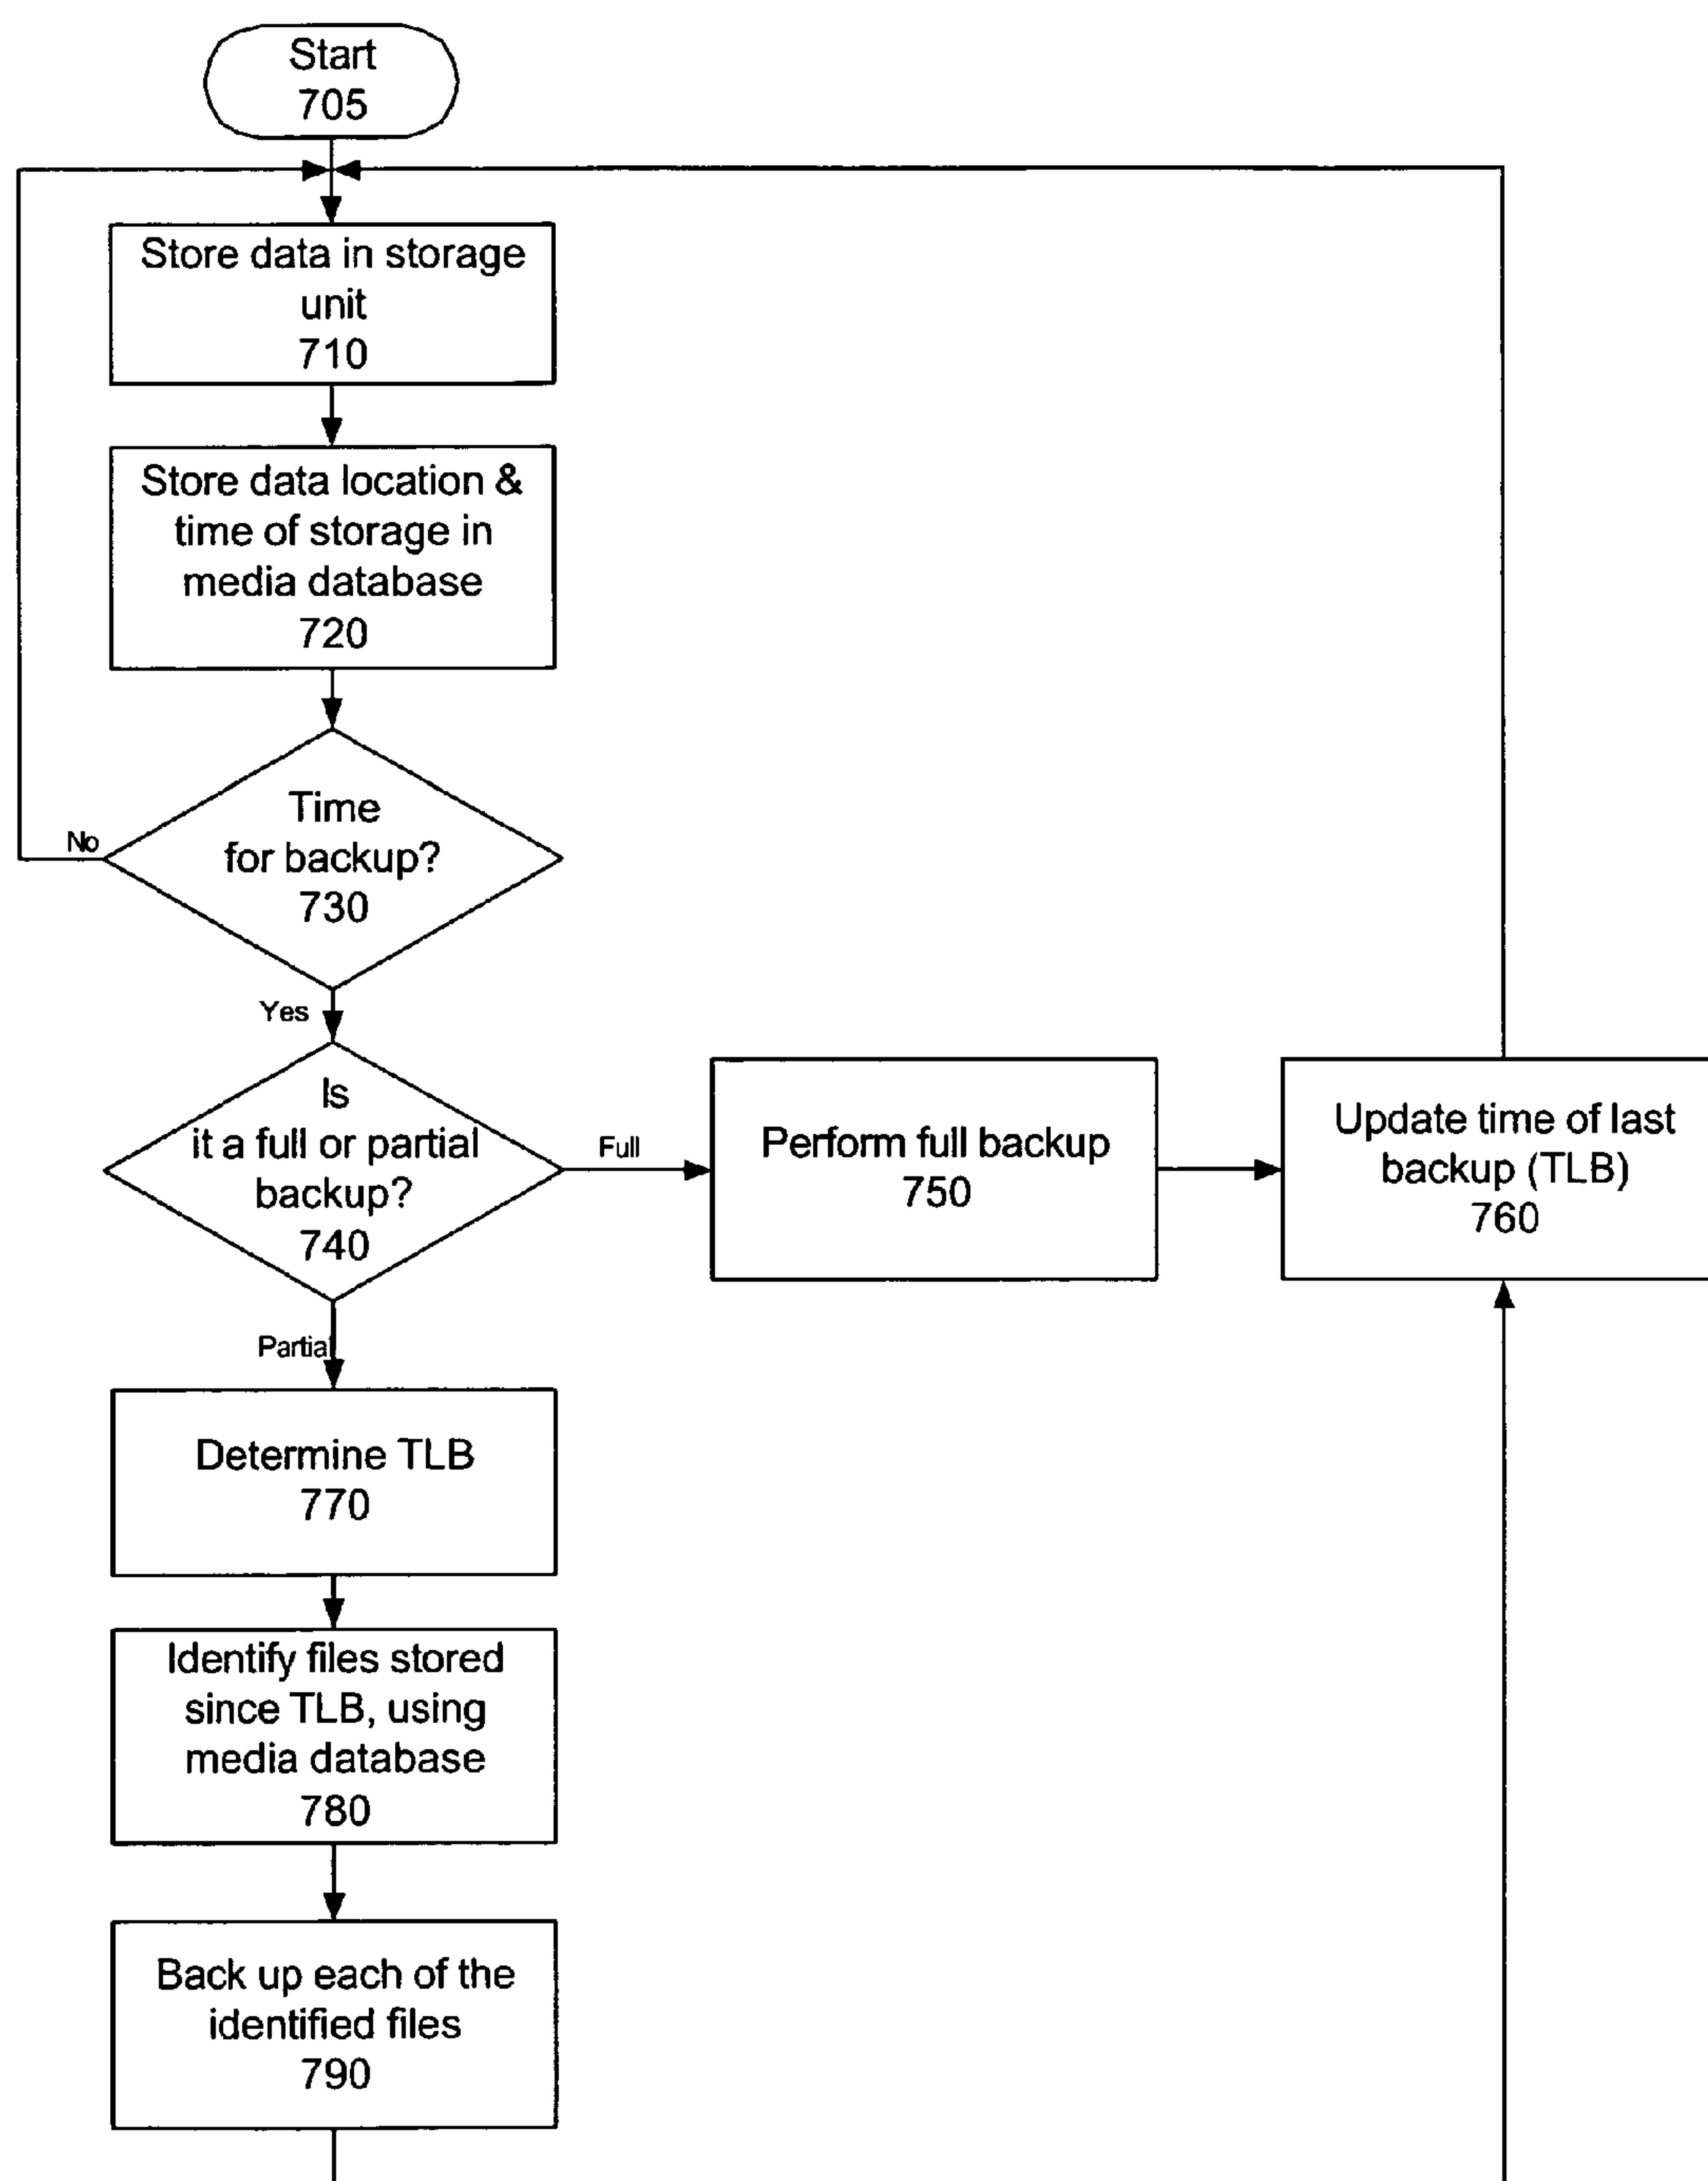 Start
705
Store data in storage
unit
710
Store data location &
time of storage in
media database
720
Time
for backup?
730
No
Yes
Is
it a full or partial
backup?
740
Full
Perform full backup
750
Update time of last
backup (TLB)
760
Partial
Determine TLB
770
Identify files stored
since TLB, using
media database
780
Back up each of the
identified files
790